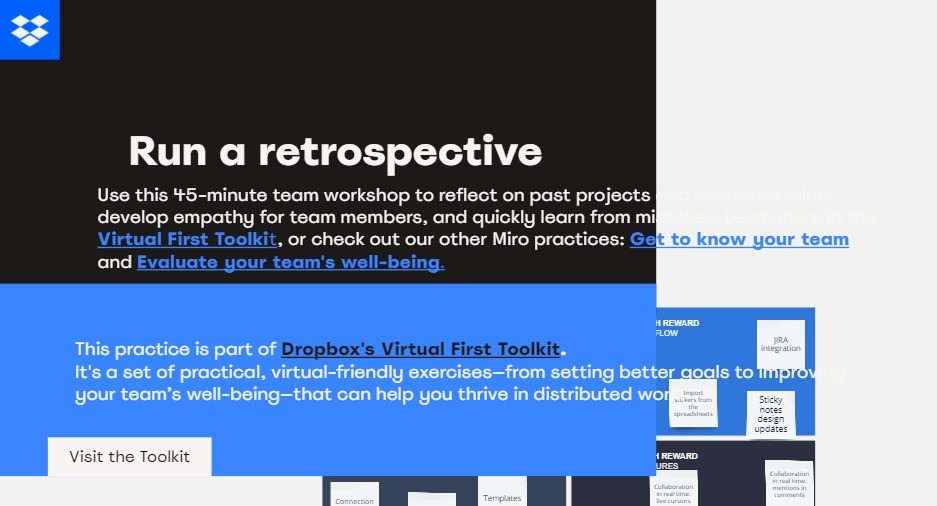 Run a retrospective
Use this 45-minute team workshop to reflect on past projects and celebrate wins,
develop empathy for team members, and quickly learn from mistakes. Learn more in the
Virtual First Toolkit, or check out our other Miro practices: Get to know your team
and Evaluate your team's well-being.
This practice is part of Dropbox's Virtual First Toolkit.
It's a set of practical, virtual-friendly exercises—from setting better goals to improving
your team's well-being—that can help you thrive in distributed wor
Visit the Toolkit
H REWARD
FLOW
JIRA
integration
Import
stickers from
the
spreadsheets
Sticky
notes
design
updates
H REWARD
URES
Collaboration
in real time:
live cursors
Collaboration
in real time:
mentions in
comments
Connection
Templates